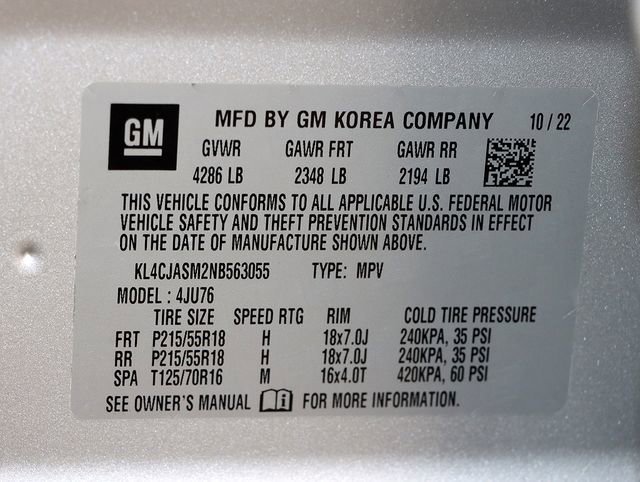 GM
MFD BY GM KOREA COMPANY 10 / 22
GVWR GAWR FRT GAWR RR
4286 LB 2348 LB 2194 LB
THIS VEHICLE CONFORMS TO ALL APPLICABLE U.S. FEDERAL MOTOR
VEHICLE SAFETY AND THEFT PREVENTION STANDARDS IN EFFECT
ON THE DATE OF MANUFACTURE SHOWN ABOVE.
KL4CJASM2NB563055 TYPE: MPV
MODEL : 4JU76
TIRE SIZE SPEED RTG RIM COLD TIRE PRESSURE
FRT P215/55R18 H 18x7.0J 240KPA, 35 PSI
RR P215/55R18 H 18x7.0J 240KPA, 35 PSI
SPA T125/70R16 M 16x4.0T 420KPA, 60 PSI
SEE OWNER'S MANUAL i FOR MORE INFORMATION.